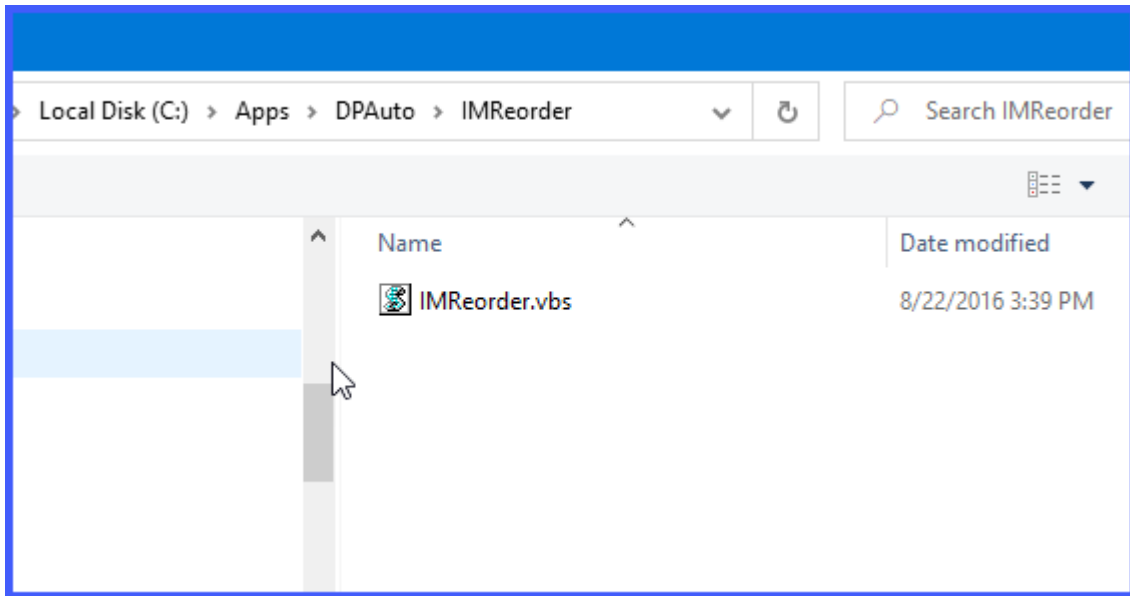 Local Disk (C:) > Apps > DPAuto > IMReorder Search IMReorder
Name Date modified
IMReorder.vbs 8/22/2016 3:39 PM